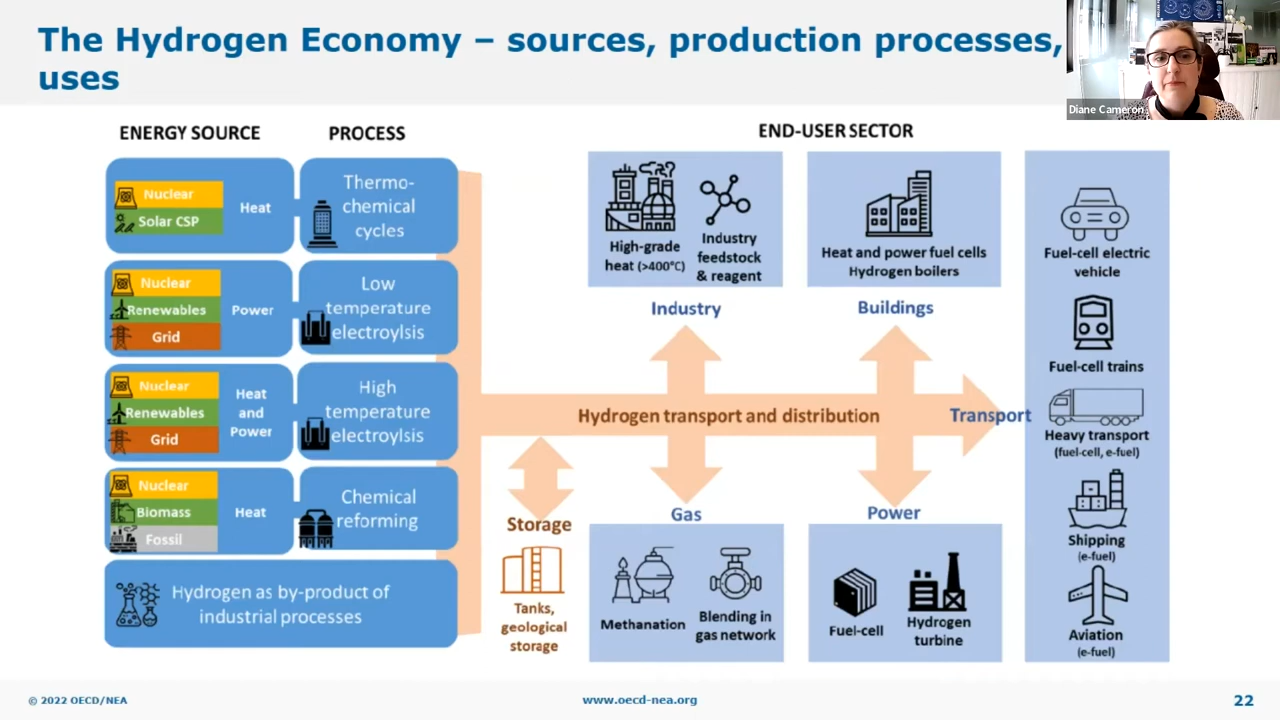 The Hydrogen Economy – sources, production processes,
uses
Diane Cameron
ENERGY SOURCE
PROCESS
END-USER SECTOR
Nuclear
Solar CSP
Heat
Thermo-
chemical
cycles
Nuclear
Renewables
Grid
Power
Low
temperature
electroylsis
Nuclear
Renewables
Grid
Heat
and
Power
High
temperature
electroylsis
Nuclear
Biomass
Fossil
Heat
Chemical
reforming
Hydrogen as by-product of
industrial processes
Hydrogen transport and distribution
Storage
Tanks,
geological
storage
High-grade
heat (>400°C)
Industry
feedstock
& reagent
Industry
Heat and power fuel cells
Hydrogen boilers
Buildings
Gas
Methanation
Blending in
gas network
Power
Fuel-cell
Hydrogen
turbine
Transport
Fuel-cell electric
vehicle
Fuel-cell trains
Heavy transport
(fuel-cell, e-fuel)
Shipping
(e-fuel)
Aviation
(e-fuel)
© 2022 OECD/NEA
www.oecd-nea.org
22